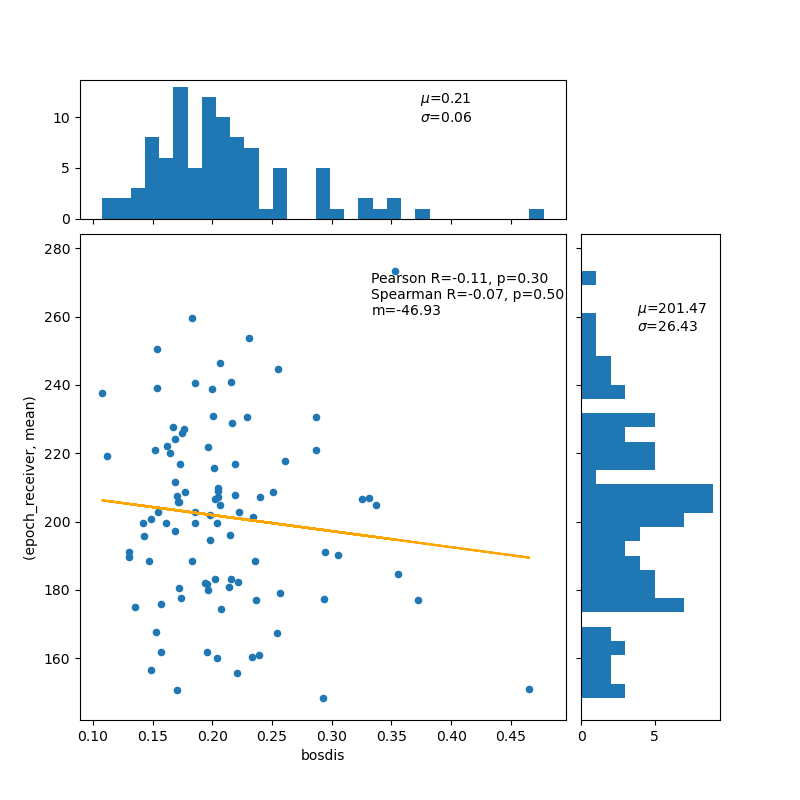 10
5
0
μ=0.21
σ=0.06
280
260
240
220
200
180
160
(epoch_receiver, mean)
Pearson R=-0.11, p=0.30
Spearman R=-0.07, p=0.50
m=-46.93
μ=201.47
σ=26.43
0.10 0.15 0.20 0.25 0.30 0.35 0.40 0.45
0 5
bosdis